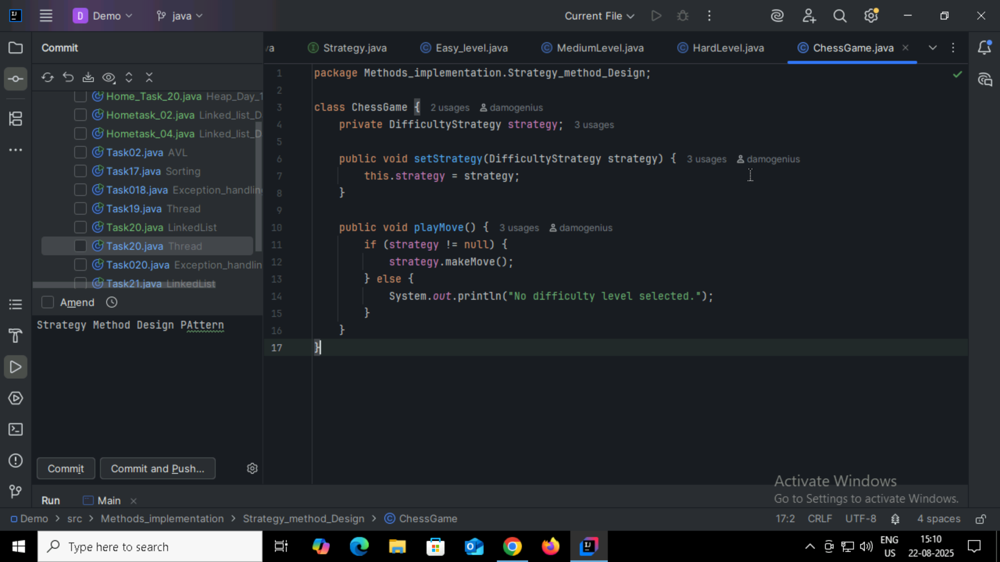 D Demo java Current File
Commit
va Strategy.java Easy_level.java MediumLevel.java HardLevel.java ChessGame.java
Home_Task_20.java Heap_Day_1
Hometask_02.java Linked_list_D
Hometask_04.java Linked_list_D
Task02.java AVL
Task17.java Sorting
Task018.java Exception_handlin
Task19.java Thread
Task20.java LinkedList
Task20.java Thread
Task020.java Exception_handlin
Task21.java LinkedList
Amend
Strategy Method Design PAttern
Commit Commit and Push...
1 package Methods_implementation.Strategy_method_Design;
2
3 class ChessGame { 2 usages damogenius
4 private DifficultyStrategy strategy; 3 usages
5
6 public void setStrategy(DifficultyStrategy strategy) { 3 usages damogenius
7 this.strategy = strategy;
8 }
9
10 public void playMove() { 3 usages damogenius
11 if (strategy != null) {
12 strategy.makeMove();
13 } else {
14 System.out.println("No difficulty level selected.");
15 }
16 }
17 }
Activate Windows
Go to Settings to activate Windows.
Run Main
Demo > src > Methods_implementation > Strategy_method_Design > ChessGame 17:2 CRLF UTF-8 4 spaces
Type here to search
ENG
US
15:10
22-08-2025